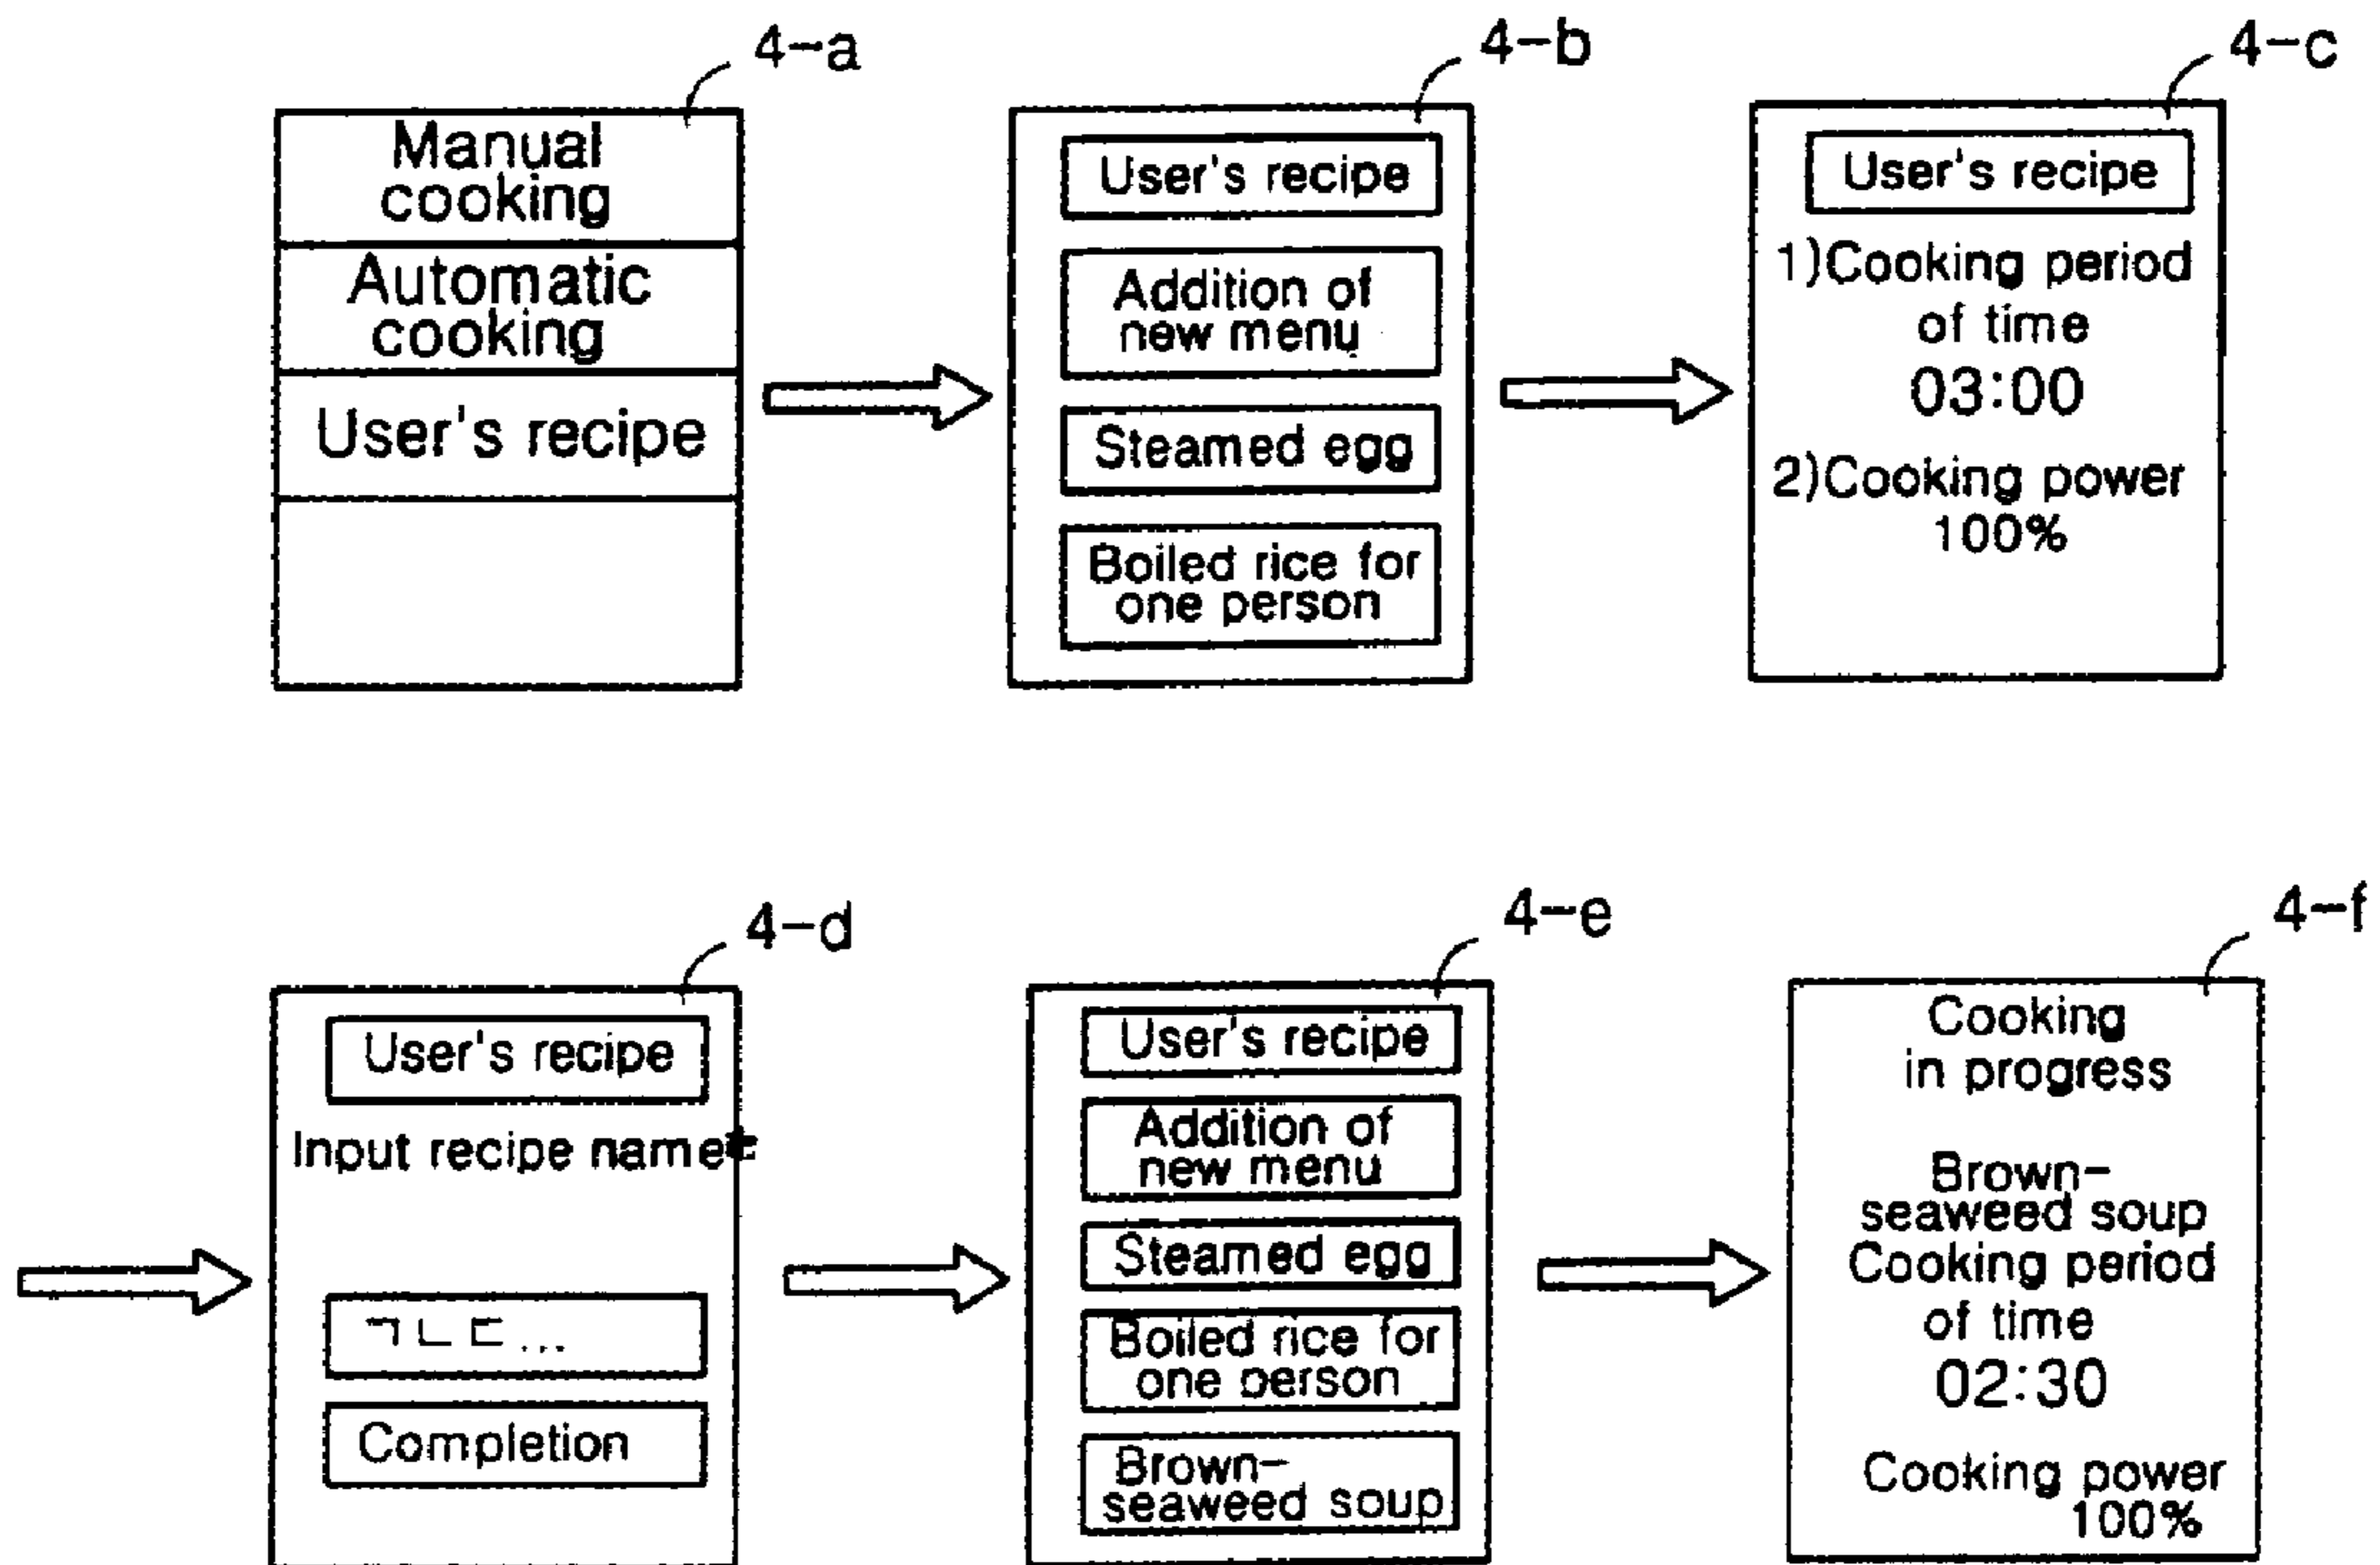 4-a
Manual
cooking
Automatic
cooking
User's recipe
4-b
User's recipe
Addition of
new menu
Steamed egg
Boiled rice for
one person
4-c
User's recipe
1)Cooking period
of time
03:00
2)Cooking power
100%
4-d
User's recipe
Input recipe name
ㄱㄴㄷ...
Completion
4-e
User's recipe
Addition of
new menu
Steamed egg
Boiled rice for
one person
Brown-
seaweed soup
4-f
Cooking
in progress
Brown-
seaweed soup
Cooking period
of time
02:30
Cooking power
100%